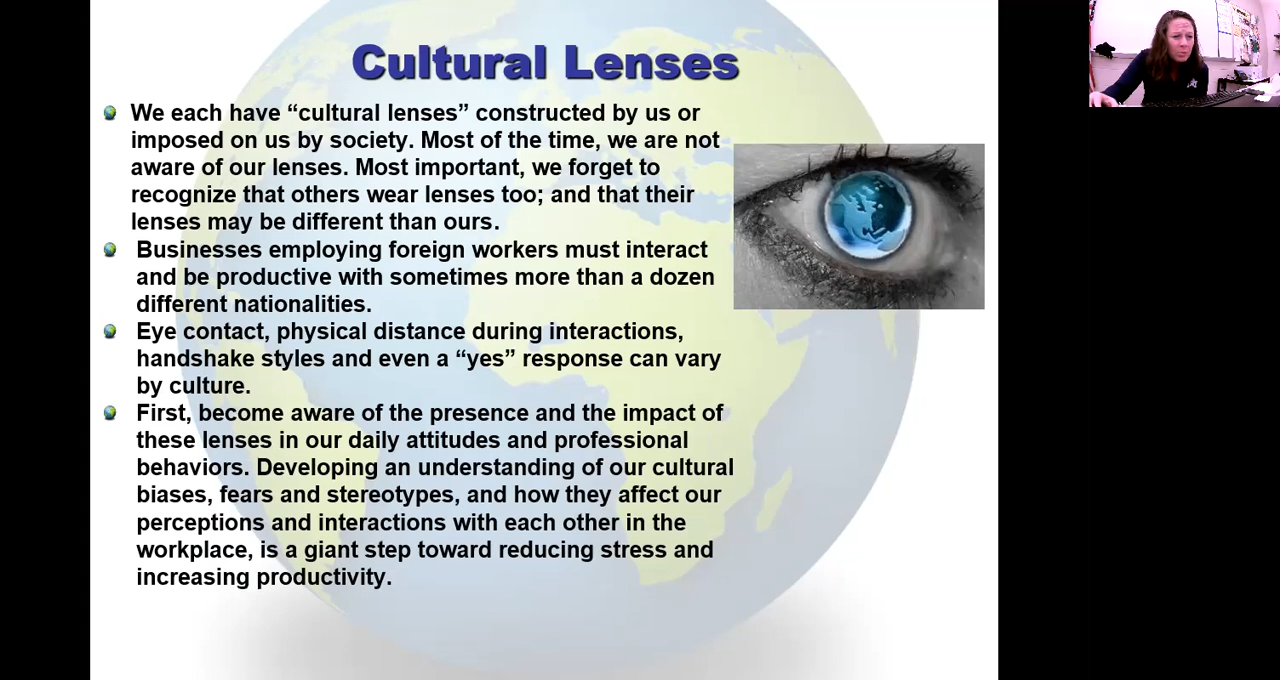 Cultural Lenses
We each have “cultural lenses” constructed by us or
imposed on us by society. Most of the time, we are not
aware of our lenses. Most important, we forget to
recognize that others wear lenses too; and that their
lenses may be different than ours.
Businesses employing foreign workers must interact
and be productive with sometimes more than a dozen
different nationalities.
Eye contact, physical distance during interactions,
handshake styles and even a “yes” response can vary
by culture.
First, become aware of the presence and the impact of
these lenses in our daily attitudes and professional
behaviors. Developing an understanding of our cultural
biases, fears and stereotypes, and how they affect our
perceptions and interactions with each other in the
workplace, is a giant step toward reducing stress and
increasing productivity.